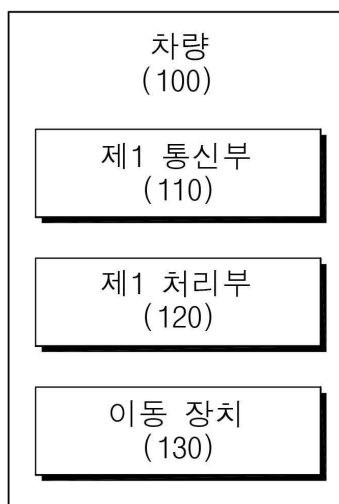 차량
(100)
제1 통신부
(110)
제1 처리부
(120)
이동 장치
(130)